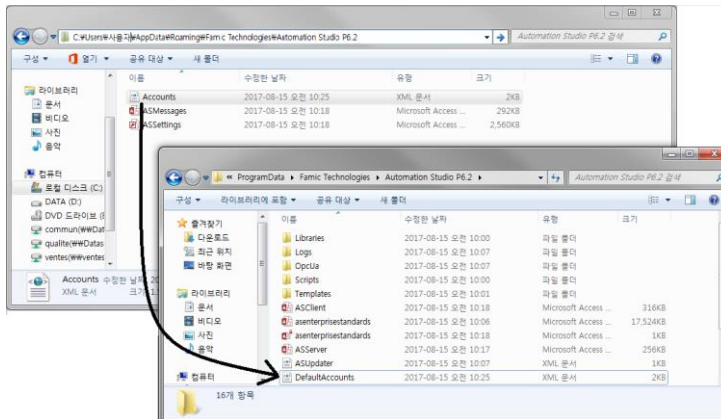 C:₩Users₩사용자₩AppData₩Roaming₩Famic Technologies₩Automation Studio P6.2
Automation Studio P6.2 검색
구성 열기 공유 대상 새 폴더
이름 수정한 날짜 유형 크기
라이브러리
문서
비디오
사진
음악
컴퓨터
로컬 디스크 (C:)
DATA (D:)
DVD 드라이브 (E
commun(₩₩Dat
qualite(₩₩Datas
ventes(₩₩ventes
Accounts 2017-08-15 오전 10:25 XML 문서 2KB
ASMessages 2017-08-15 오전 10:18 Microsoft Access ... 292KB
ASSettings 2017-08-15 오전 10:18 Microsoft Access ... 2,560KB
Accounts 수정한 날짜: 20
XML 문서 크기: 1.
« ProgramData ▸ Famic Technologies ▸ Automation Studio P6.2 ▸
Automation Studio P6.2 검색
구성 라이브러리에 포함 공유 대상 새 폴더
이름 수정한 날짜 유형 크기
즐겨찾기
다운로드
최근 위치
바탕 화면
라이브러리
문서
비디오
사진
음악
컴퓨터
Libraries 2017-08-15 오전 10:00 파일 폴더
Logs 2017-08-15 오전 10:07 파일 폴더
OpcUa 2017-08-15 오전 10:07 파일 폴더
Scripts 2017-08-15 오전 10:00 파일 폴더
Templates 2017-08-15 오전 10:01 파일 폴더
ASClient 2017-08-15 오전 10:18 Microsoft Access ... 316KB
asenterprisestandards 2017-08-15 오전 10:06 Microsoft Access ... 17,524KB
asenterprisestandards 2017-08-15 오전 10:18 Microsoft Access ... 1KB
ASServer 2017-08-15 오전 10:17 Microsoft Access ... 256KB
ASUpdater 2017-08-15 오전 10:07 XML 문서 1KB
DefaultAccounts 2017-08-15 오전 10:25 XML 문서 2KB
16개 항목